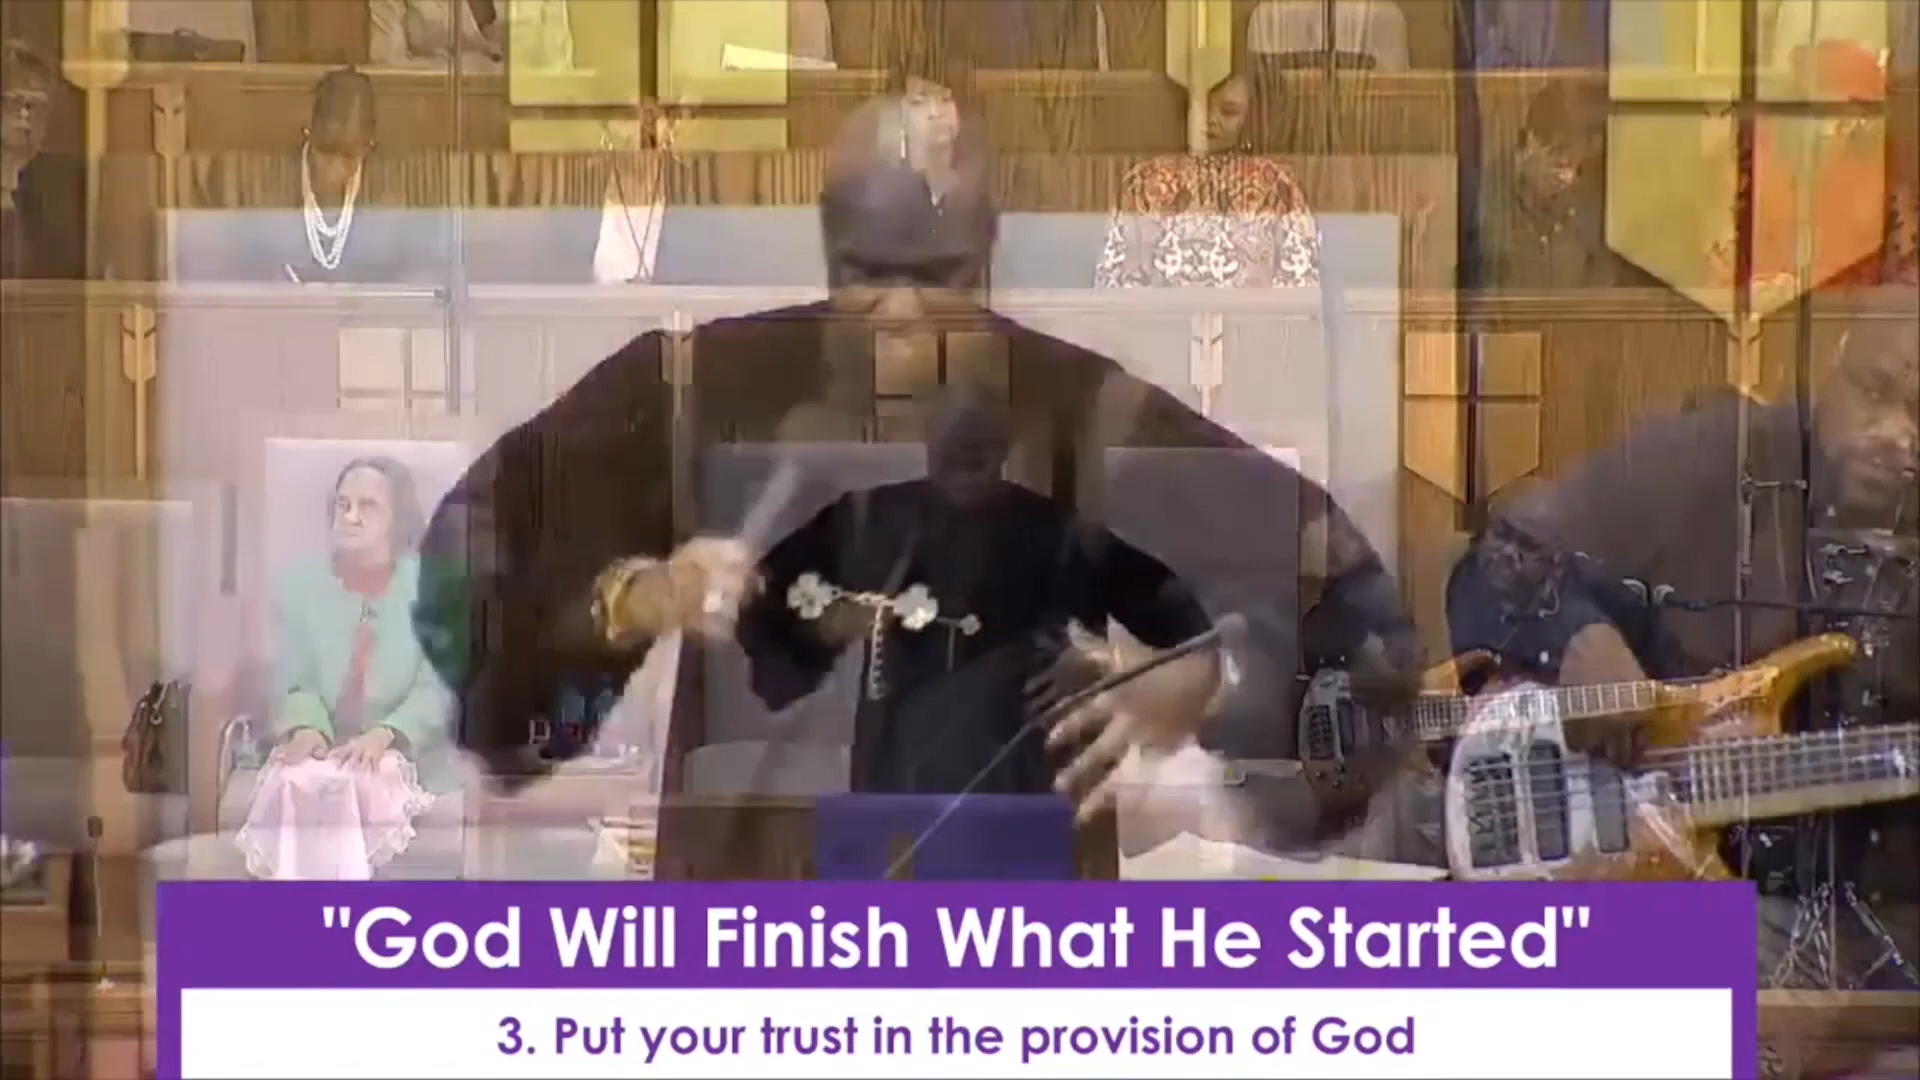 "God Will Finish What He Started"
3. Put your trust in the provision of God